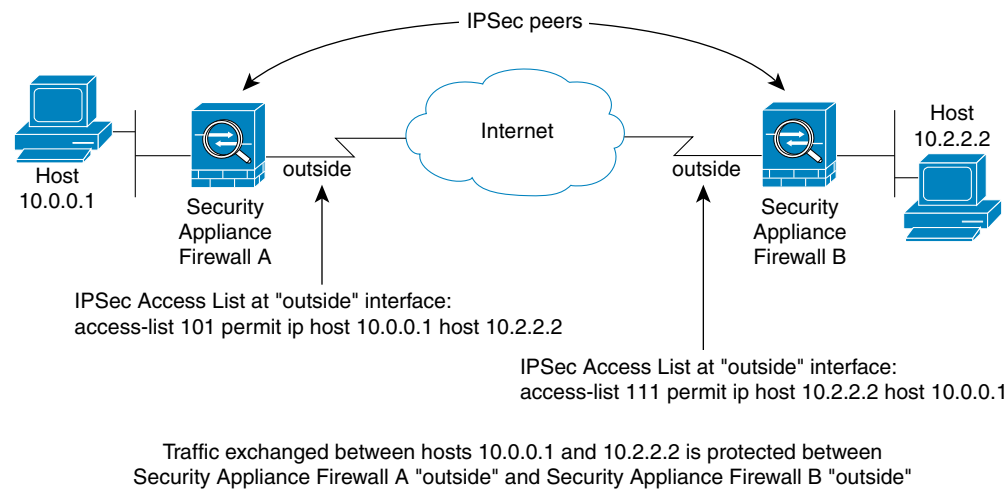 IPSec peers
Internet
Host
10.0.0.1
outside
Security
Appliance
Firewall A
outside
Security
Appliance
Firewall B
Host
10.2.2.2
IPSec Access List at "outside" interface:
access-list 101 permit ip host 10.0.0.1 host 10.2.2.2
IPSec Access List at "outside" interface:
access-list 111 permit ip host 10.2.2.2 host 10.0.0.1
Traffic exchanged between hosts 10.0.0.1 and 10.2.2.2 is protected between
Security Appliance Firewall A "outside" and Security Appliance Firewall B "outside"